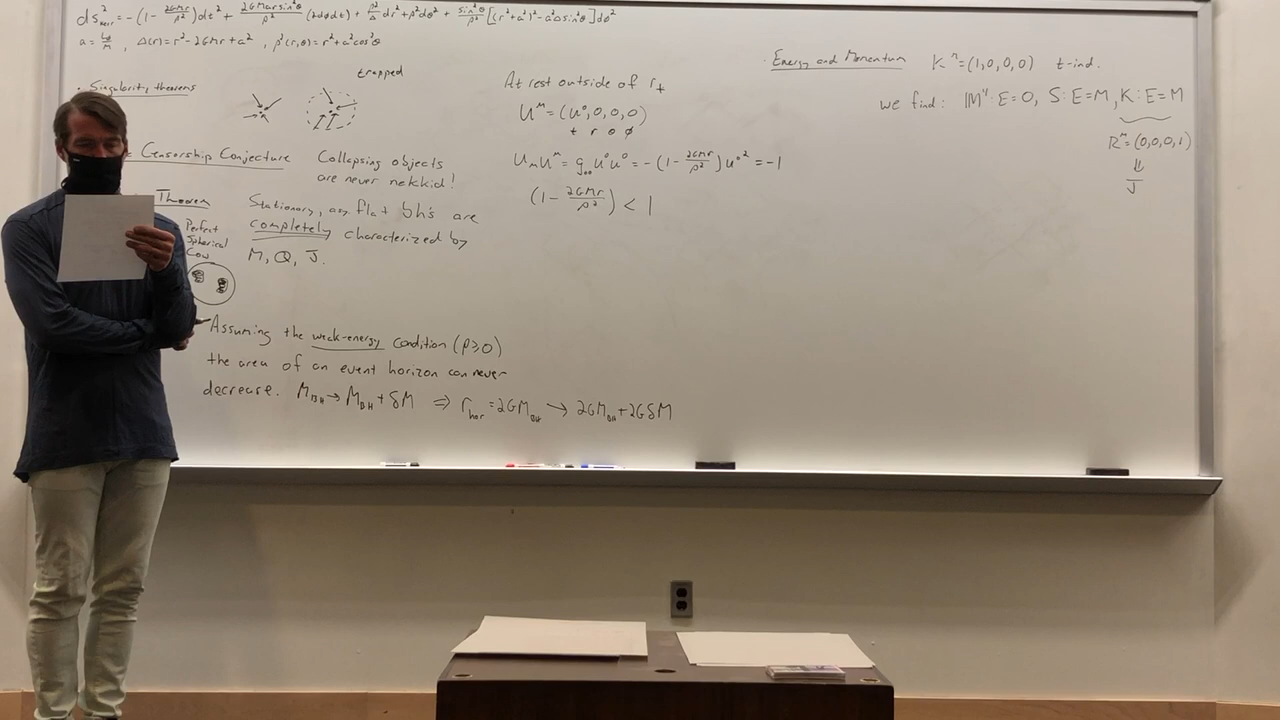 ds²Kerr = -(1 - 2GMr/ρ²)dt² + 2GMar sin²θ/ρ² (2dφdt) + ρ²/Δ dr² + ρ²dθ² + sin²θ/ρ² [(r²+a²)² - a²Δsin²θ]dφ²
Δ(r) = r² - 2GMr + a², ρ²(r,θ) = r² + a²cos²θ
trapped
· Singularity theorems
Censorship Conjecture
Collapsing objects
are never nekkid!
Theorem
Stationary, asy. flat bh's are
completely characterized by
M, Q, J.
Perfect
Spherical
Cow
Assuming the weak-energy condition (ρ≥0)
the area of an event horizon can never
decrease. M_BH → M_BH + δM ⇒ r_hor = 2GM_BH → 2GM_BH + 2GδM
At rest outside of r₊
U^μ = (U⁰,0,0,0)
t r θ φ
U_μU^μ = g₀₀U⁰U⁰ = -(1 - 2GMr/ρ²)U⁰² = -1
(1 - 2GMr/ρ²) < 1
· Energy and Momentum K^μ = (1,0,0,0) t-ind.
we find: M⁴: E=0, S: E=M, K: E=M
R^μ = (0,0,0,1)
⇓
J